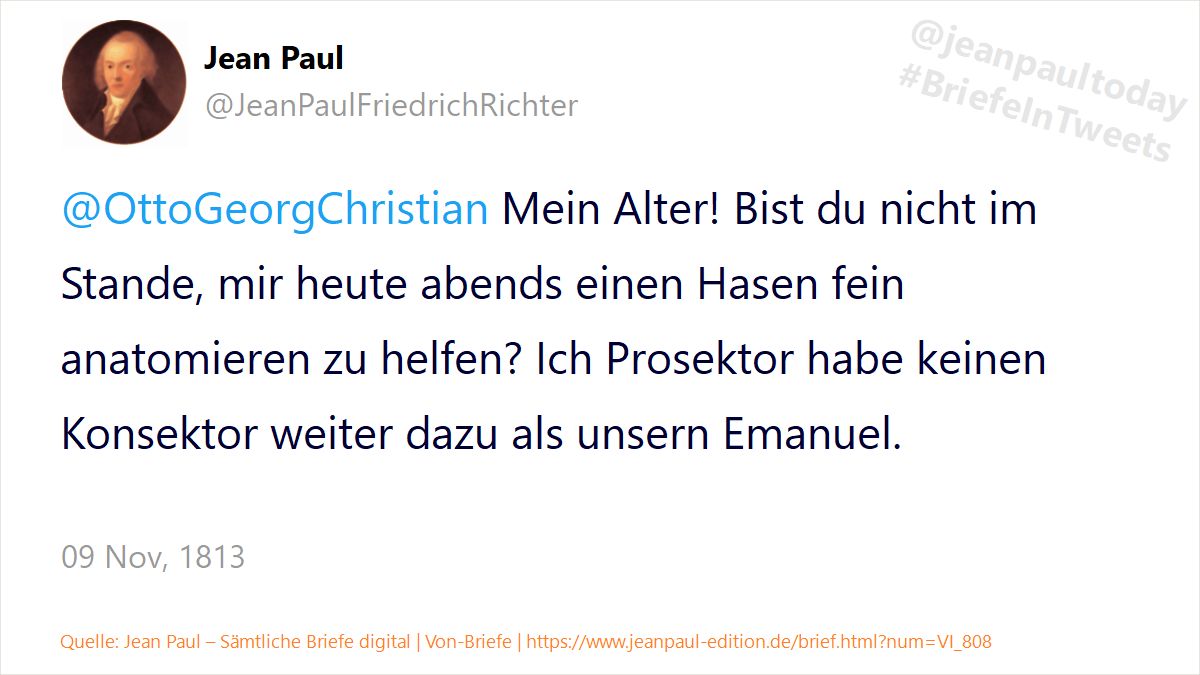 Jean Paul
@JeanPaulFriedrichRichter
@jeanpaultoday
#BriefeInTweets
@OttoGeorgChristian Mein Alter! Bist du nicht im
Stande, mir heute abends einen Hasen fein
anatomieren zu helfen? Ich Prosektor habe keinen
Konsektor weiter dazu als unsern Emanuel.
09 Nov, 1813
Quelle: Jean Paul – Sämtliche Briefe digital | Von-Briefe | https://www.jeanpaul-edition.de/brief.html?num=VI_808